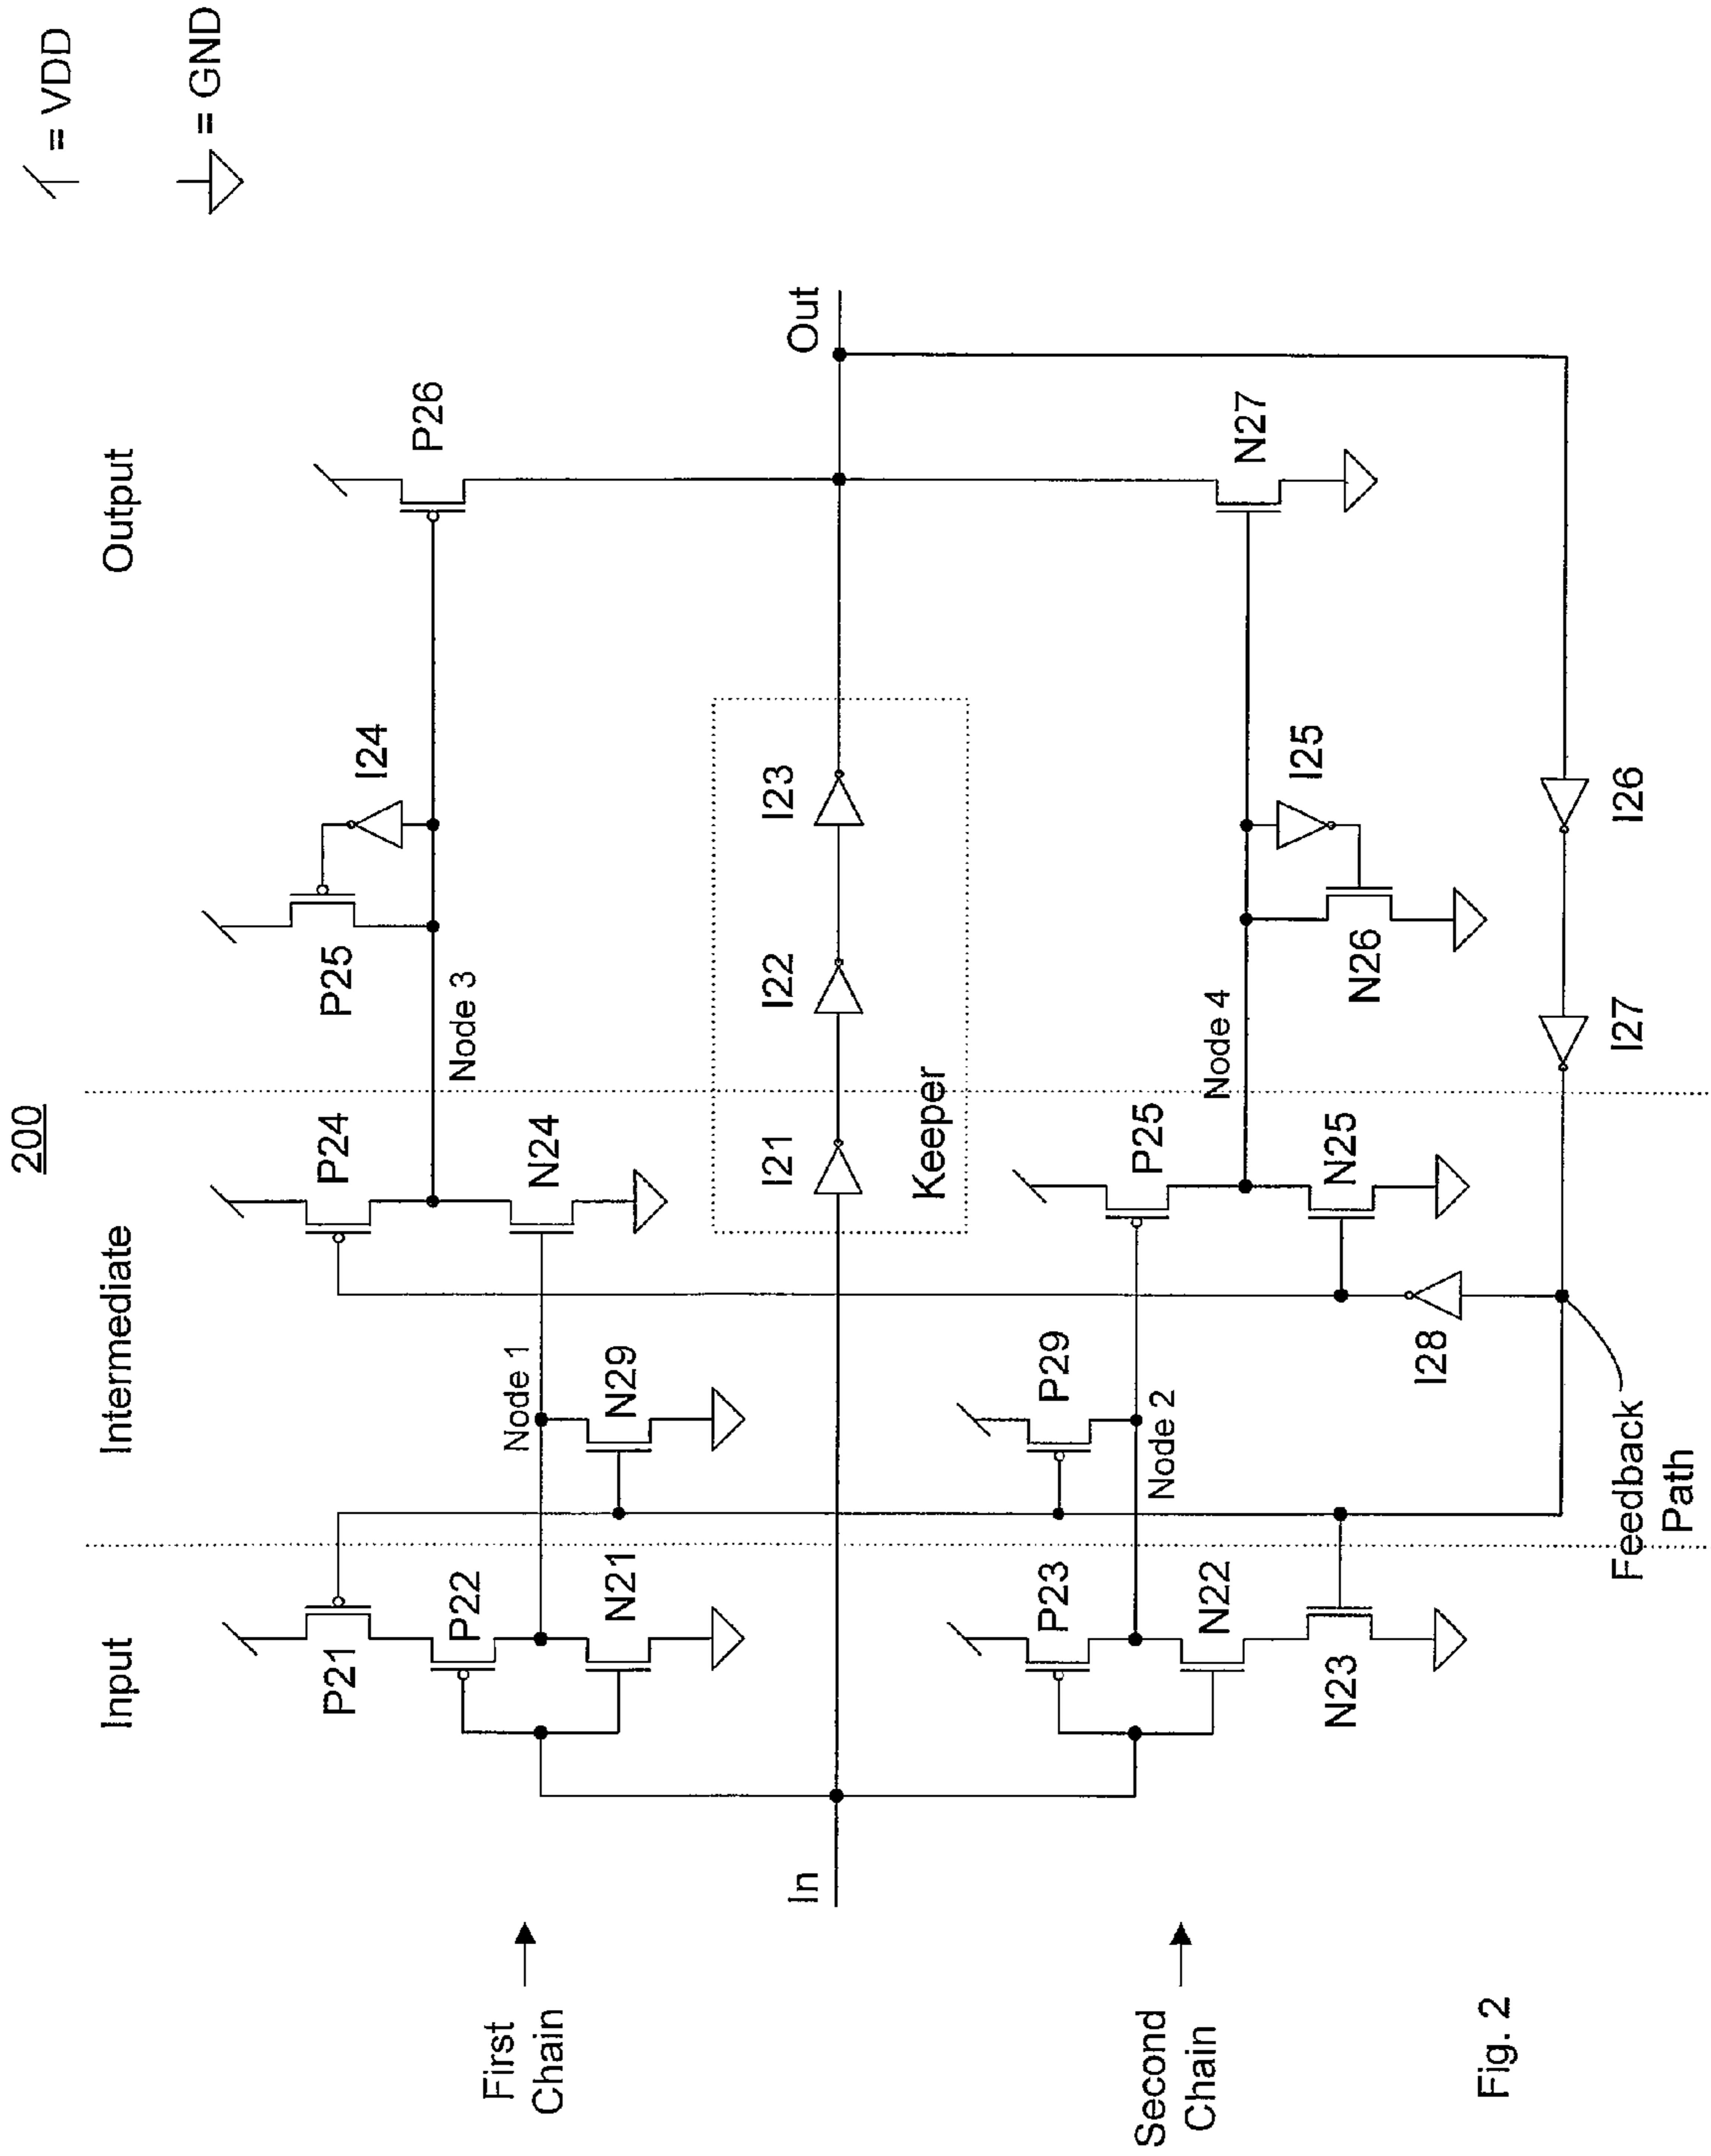 200
= VDD
= GND
Input
Intermediate
Output
First
Chain
Second
Chain
P21
P22
N21
Node 1
N29
P24
N24
Node 3
P25
I24
P26
In
I21
I22
I23
Keeper
Out
P23
N22
N23
Node 2
P29
P25
N25
I28
Node 4
N26
I25
N27
I27
I26
Feedback
Path
Fig. 2